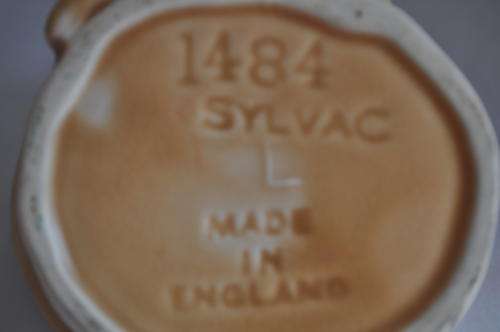 1484
SYLVAC
L
MADE
IN
ENGLAND